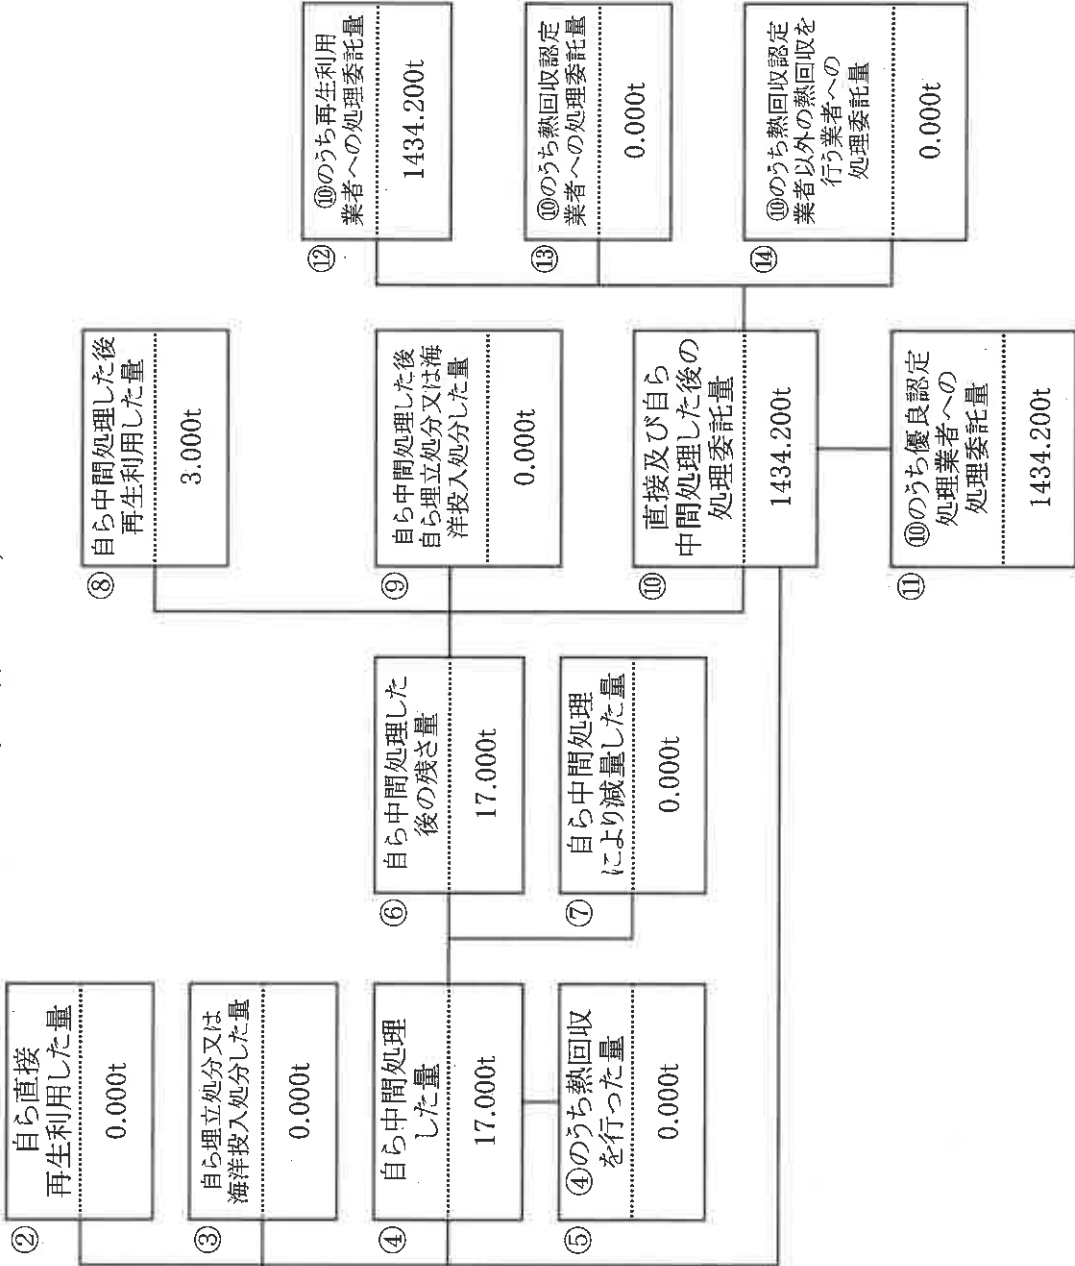 ②
自ら直接
再生利用した量
0.000t
③
自ら埋立処分又は
海洋投入処分した量
0.000t
④
自ら中間処理
した量
17.000t
⑤
④のうち熱回収
を行った量
0.000t
⑥
自ら中間処理した
後の残さ量
17.000t
⑦
自ら中間処理
により減量した量
0.000t
⑧
自ら中間処理した後
再生利用した量
3.000t
⑨
自ら中間処理した後
自ら埋立処分又は海
洋投入処分した量
0.000t
⑩
直接及び自ら
中間処理した後の
処理委託量
1434.200t
⑪
⑩のうち優良認定
処理業者への
処理委託量
1434.200t
⑫
⑩のうち再生利用
業者への処理委託量
1434.200t
⑬
⑩のうち熱回収認定
業者への処理委託量
0.000t
⑭
⑩のうち熱回収認定
業者以外の熱回収を
行う業者への
処理委託量
0.000t